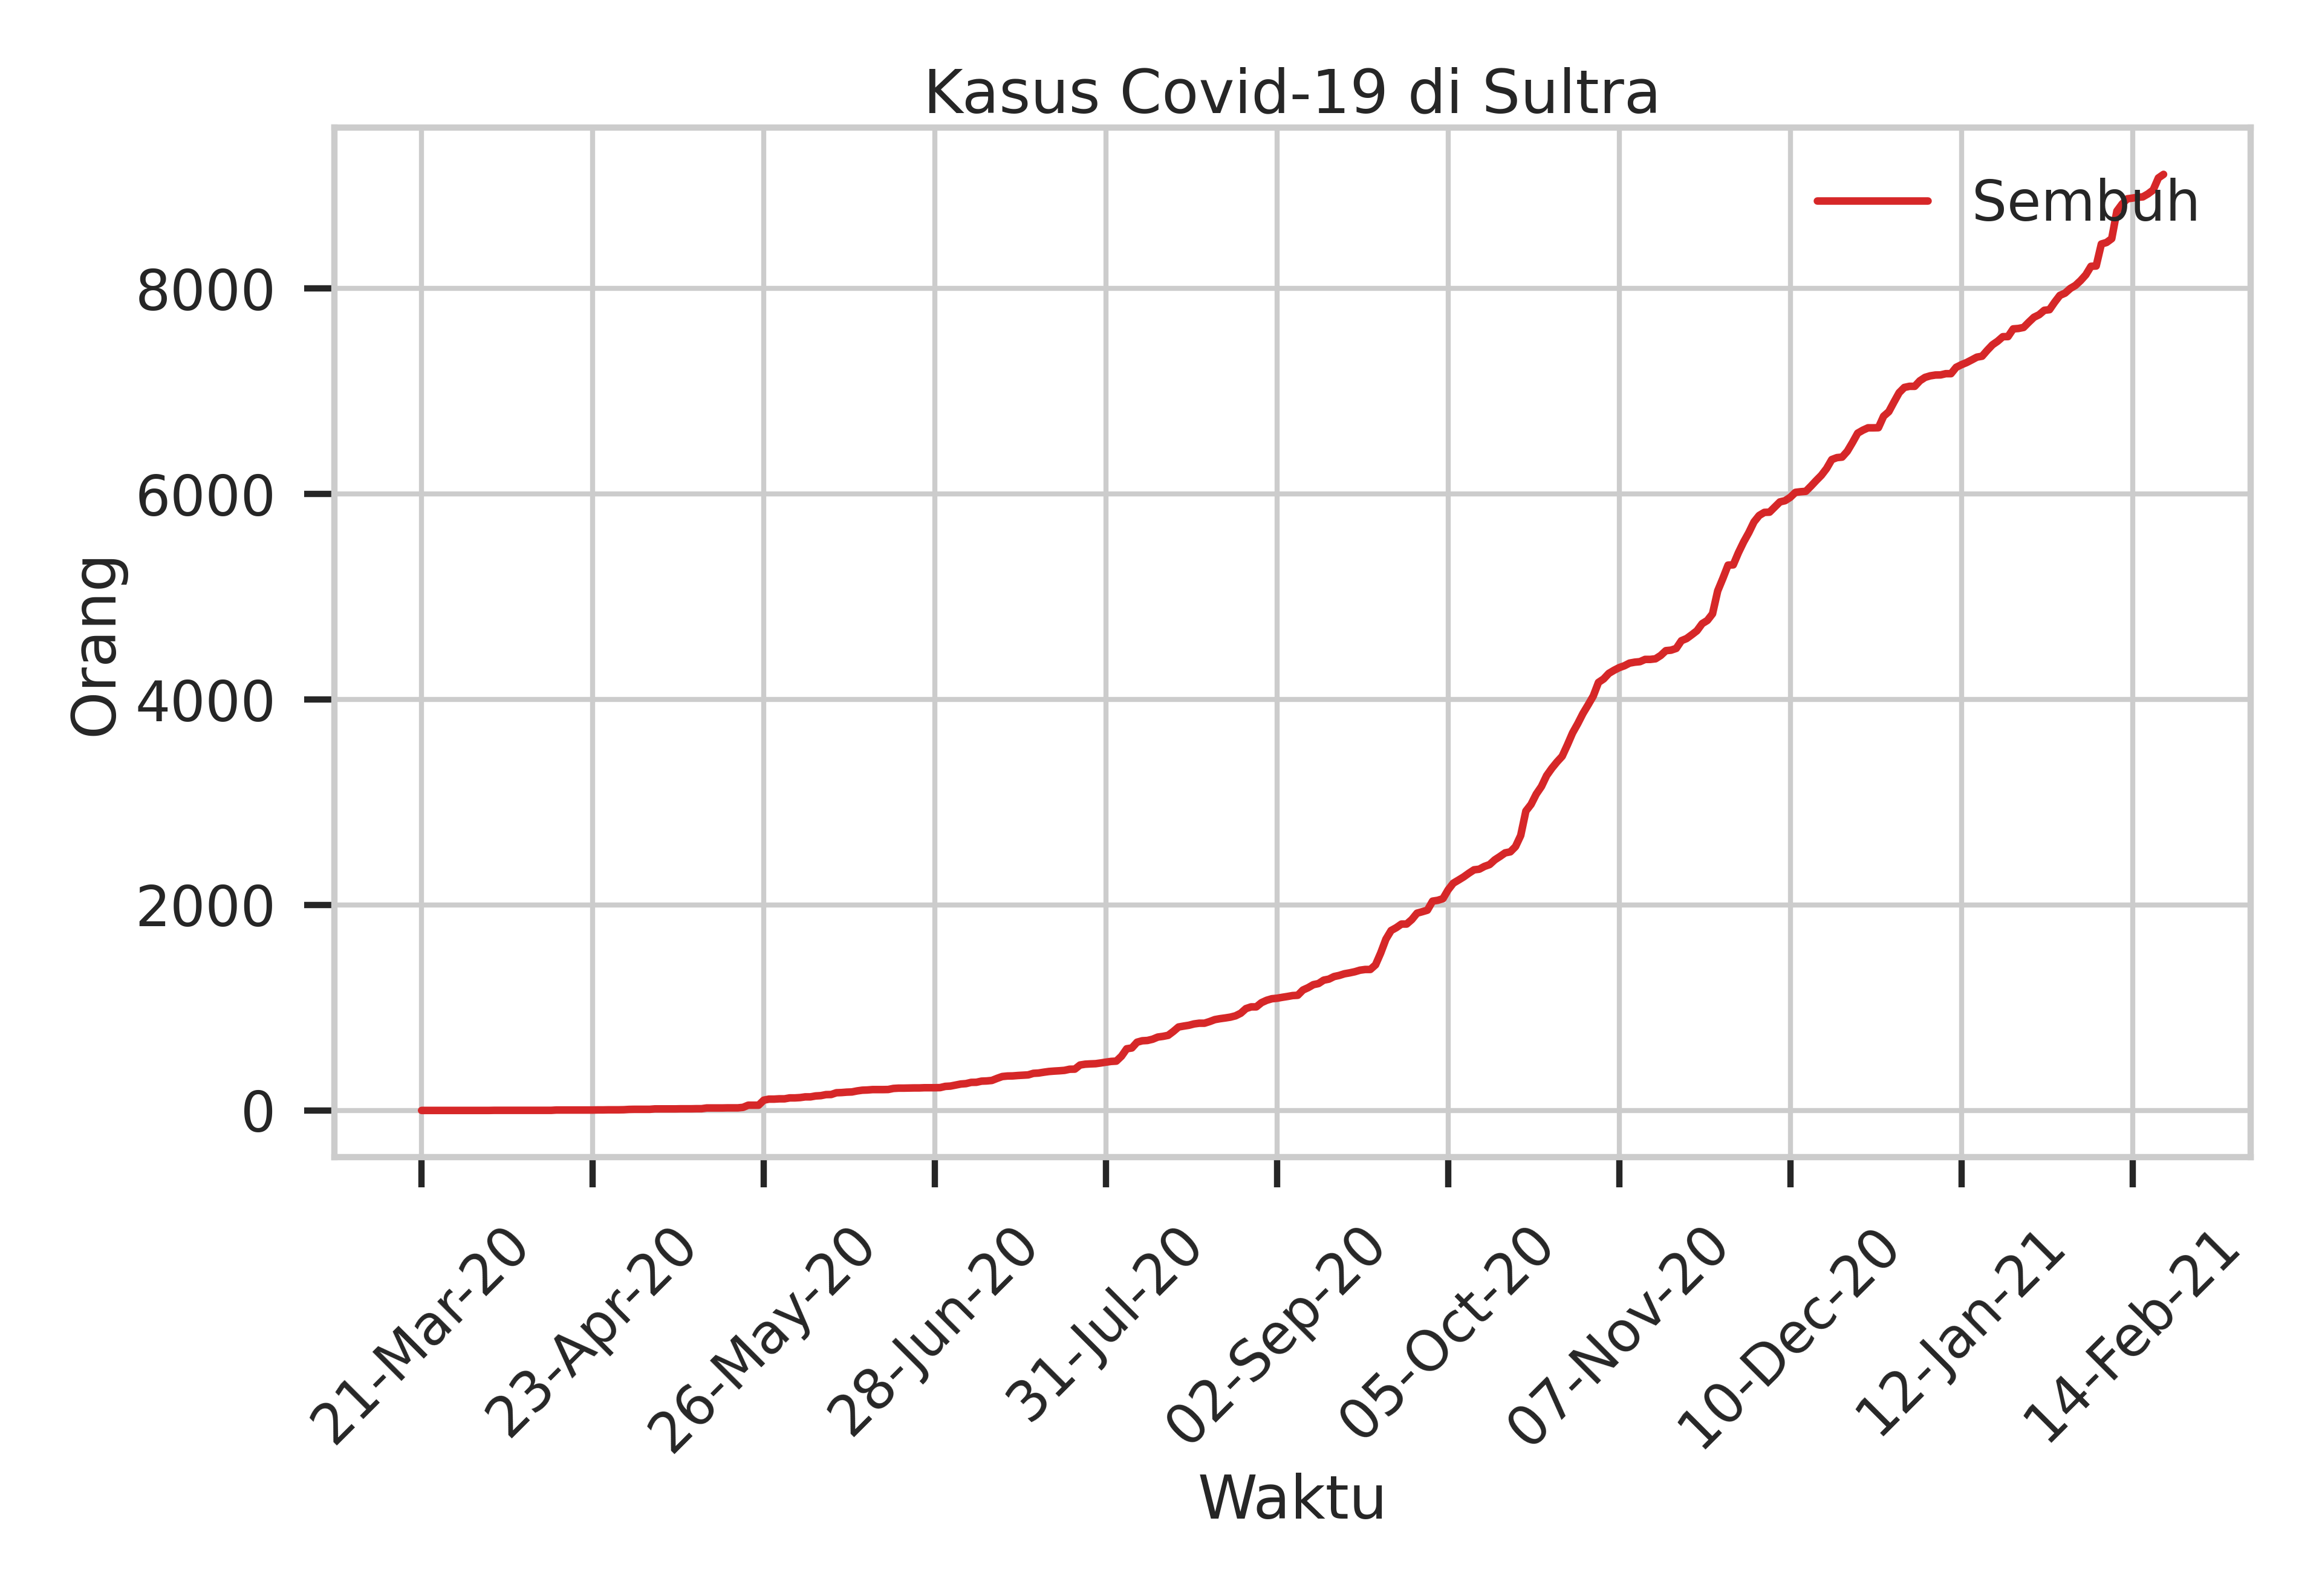 Kasus Covid-19 di Sultra
Sembuh
8000
6000
4000
2000
0
Orang
21-Mar-20
23-Apr-20
26-May-20
28-Jun-20
31-Jul-20
02-Sep-20
05-Oct-20
07-Nov-20
10-Dec-20
12-Jan-21
14-Feb-21
Waktu